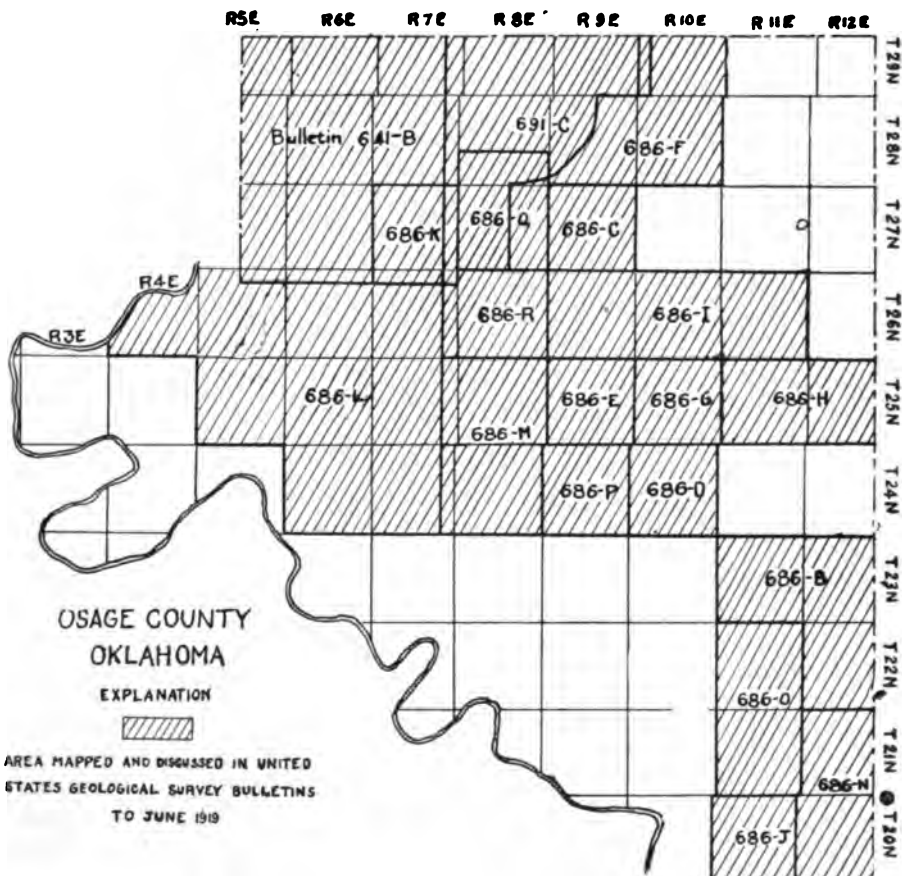 R5E R6E R7E R8E R9E R10E R11E R12E
T29N
Bulletin 641-B 691-C 686-F T28N
686-K 686-Q 686-C T27N
R4E
R3E 686-R 686-I T26N
686-L 686-M 686-E 686-G 686-H T25N
686-P 686-D T24N
686-B T23N
OSAGE COUNTY
OKLAHOMA
EXPLANATION
686-O T22N
AREA MAPPED AND DISCUSSED IN UNITED
STATES GEOLOGICAL SURVEY BULLETINS
TO JUNE 1919
686-N T21N
686-J T20N